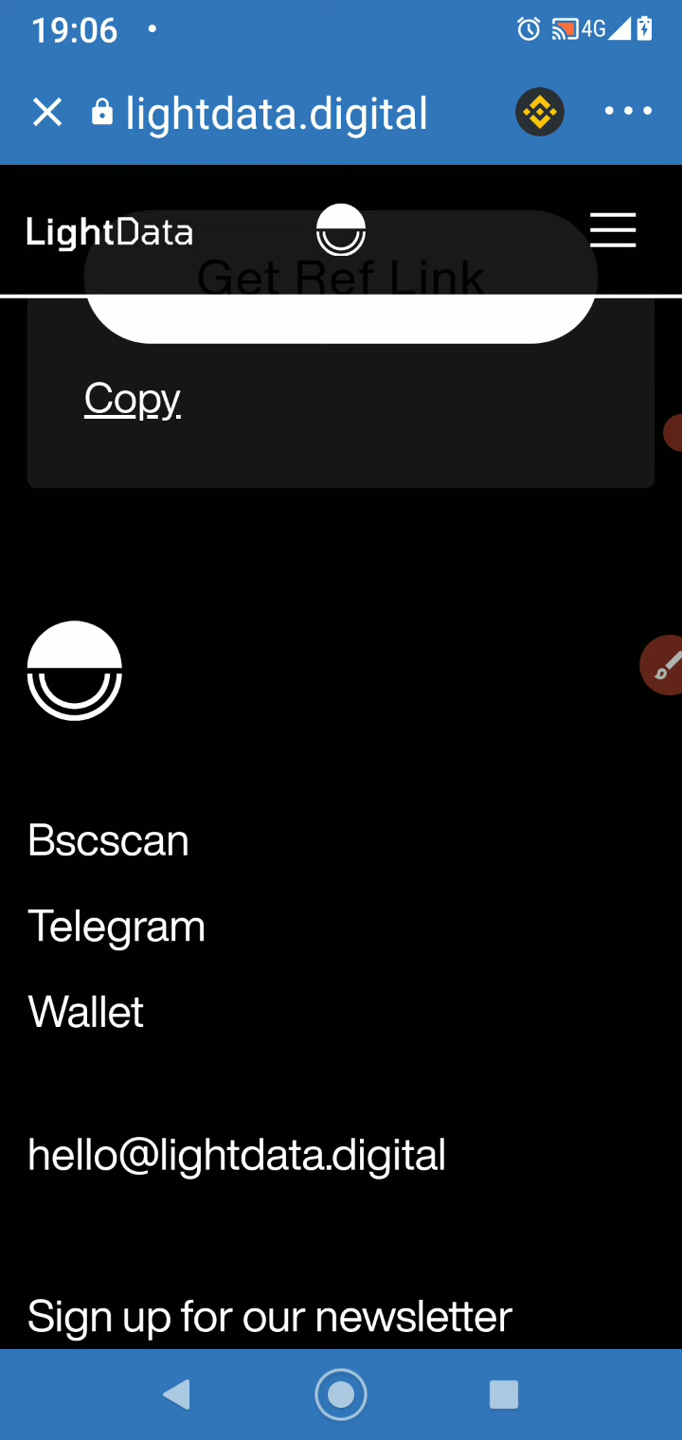 19:06
4G
lightdata.digital
LightData
Get Ref Link
Copy
Bscscan
Telegram
Wallet
hello@lightdata.digital
Sign up for our newsletter